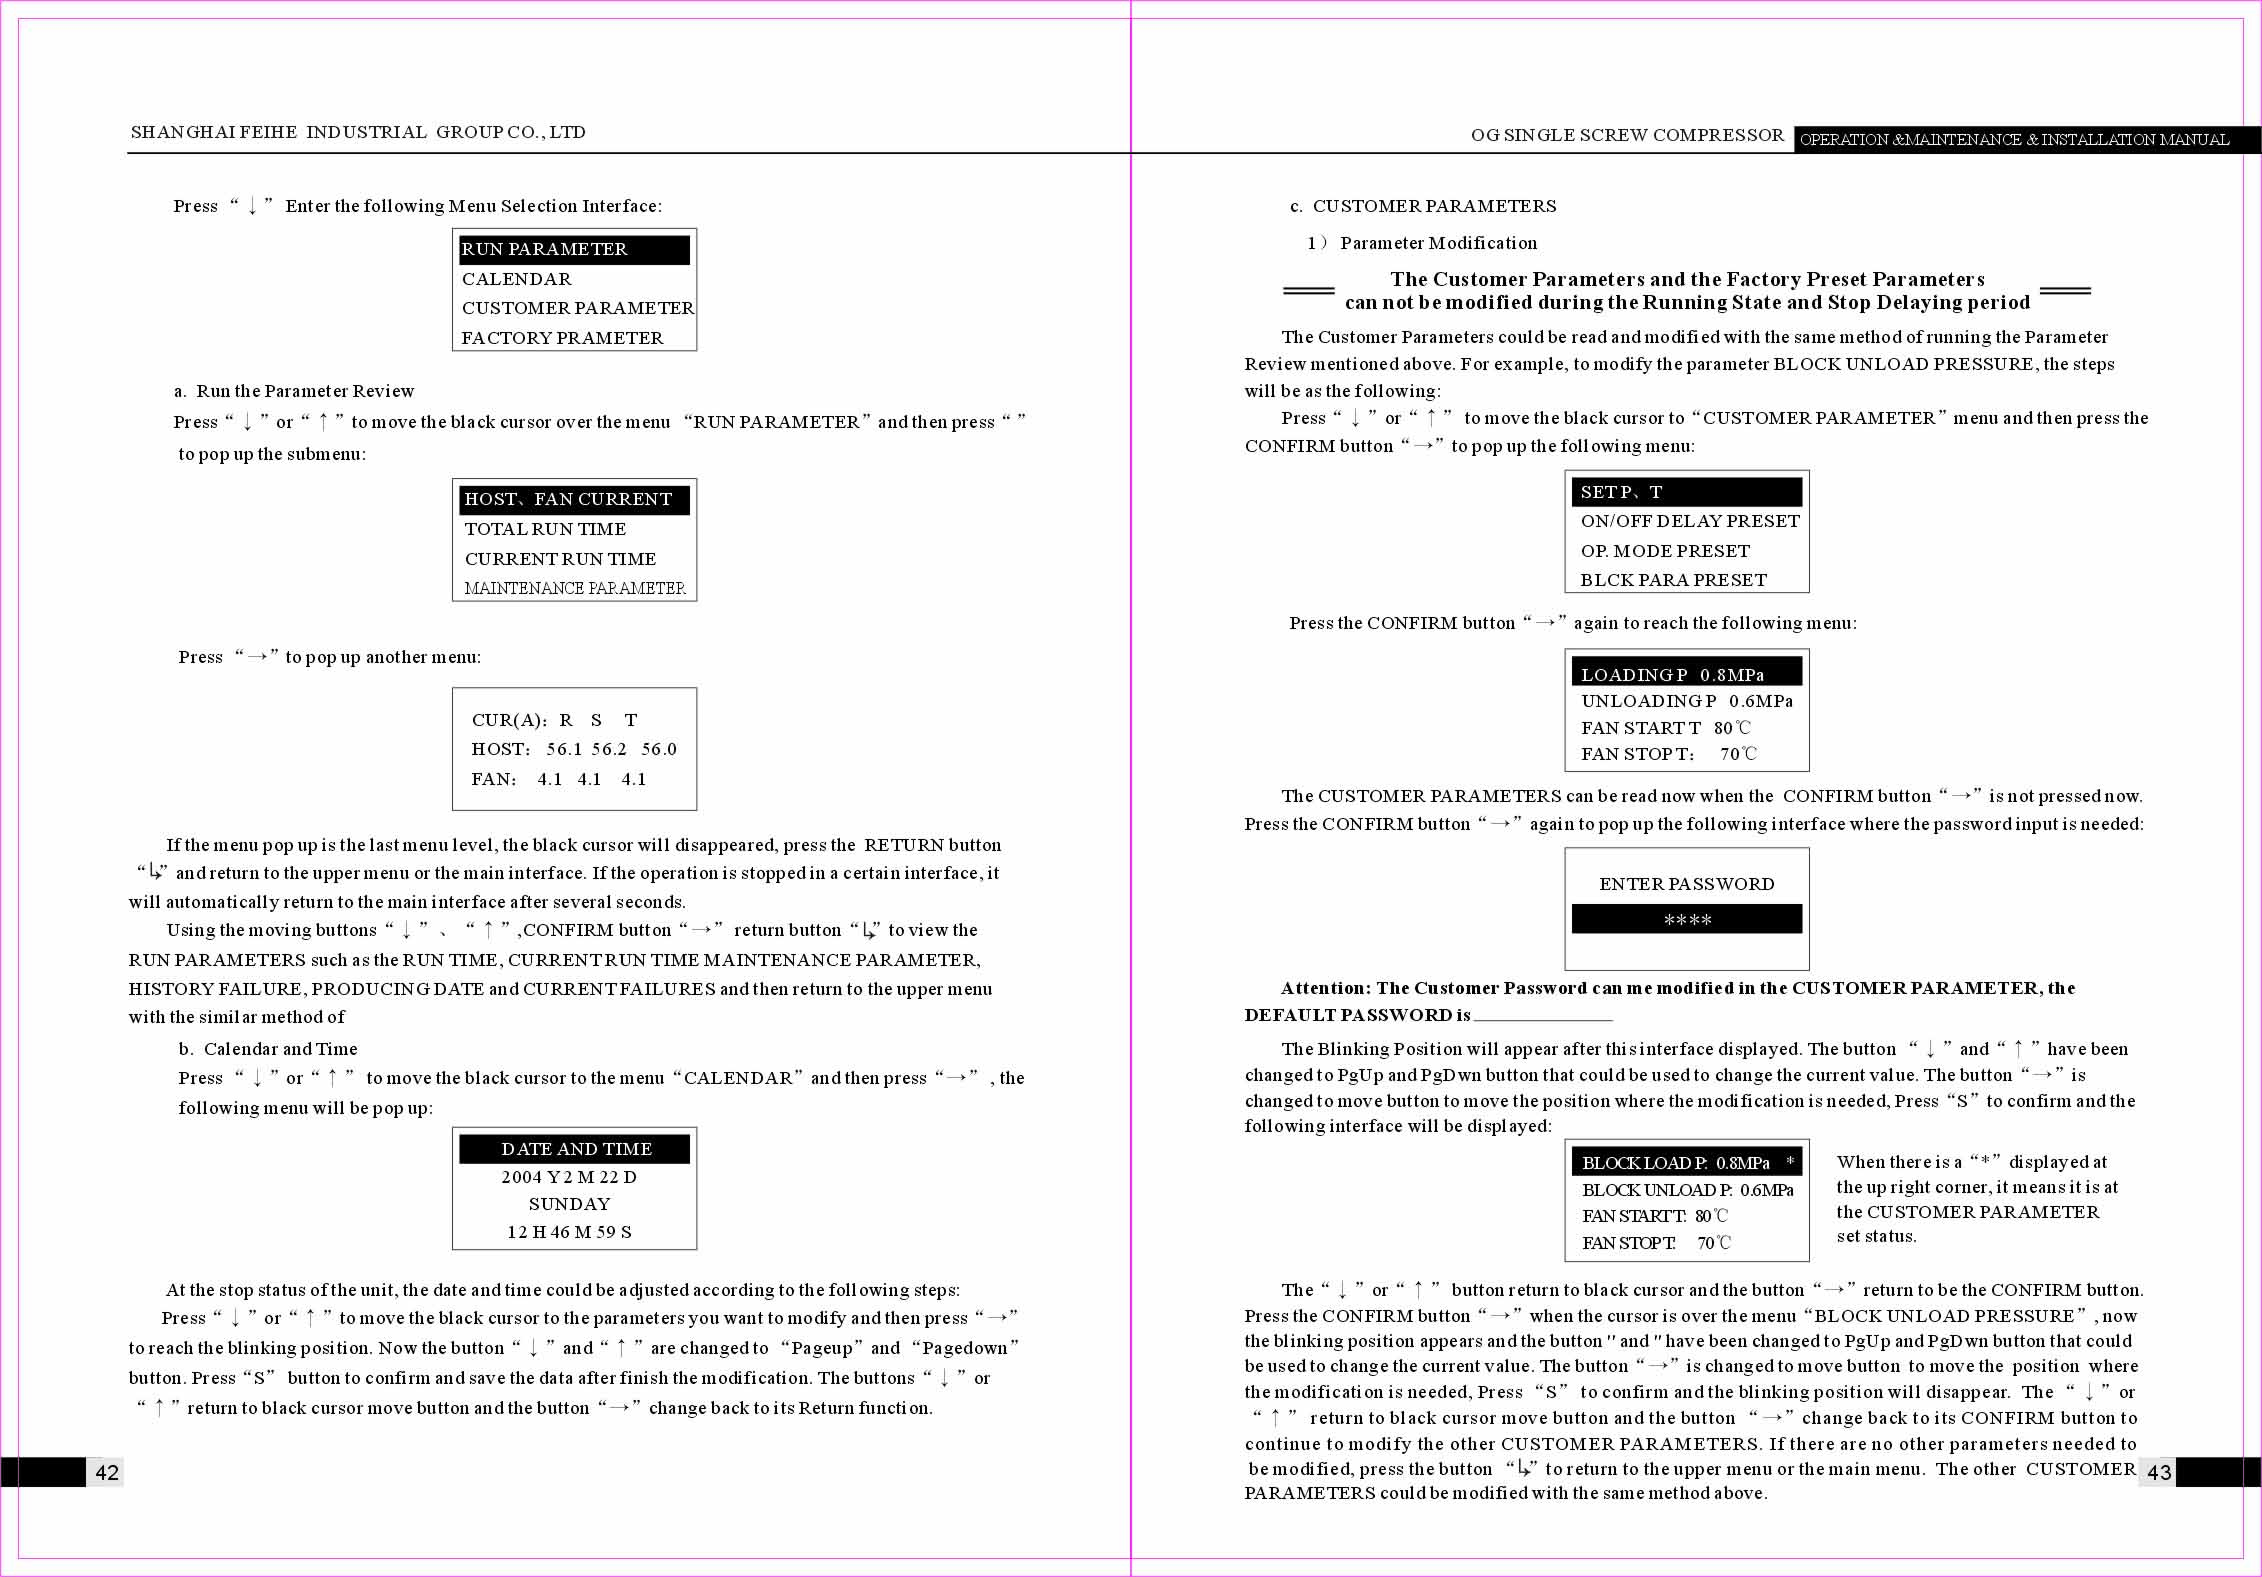 SHANGHAI FEIHE INDUSTRIAL GROUP CO., LTD
Press “↓” Enter the following Menu Selection Interface:
RUN PARAMETER
CALENDAR
CUSTOMER PARAMETER
FACTORY PRAMETER
a. Run the Parameter Review
Press“↓”or“↑”to move the black cursor over the menu “RUN PARAMETER”and then press“ ”
to pop up the submenu:
HOST、FAN CURRENT
TOTAL RUN TIME
CURRENT RUN TIME
MAINTENANCE PARAMETER
Press “→”to pop up another menu:
CUR(A): R S T
HOST: 56.1 56.2 56.0
FAN: 4.1 4.1 4.1
If the menu pop up is the last menu level, the black cursor will disappeared, press the RETURN button
“↳”and return to the upper menu or the main interface. If the operation is stopped in a certain interface, it
will automatically return to the main interface after several seconds.
Using the moving buttons“↓”、“↑”,CONFIRM button“→” return button“↳”to view the
RUN PARAMETERS such as the RUN TIME, CURRENT RUN TIME MAINTENANCE PARAMETER,
HISTORY FAILURE, PRODUCING DATE and CURRENT FAILURES and then return to the upper menu
with the similar method of
b. Calendar and Time
Press “↓”or“↑” to move the black cursor to the menu“CALENDAR”and then press“→” , the
following menu will be pop up:
DATE AND TIME
2004 Y 2 M 22 D
SUNDAY
12 H 46 M 59 S
At the stop status of the unit, the date and time could be adjusted according to the following steps:
Press“↓”or“↑”to move the black cursor to the parameters you want to modify and then press“→”
to reach the blinking position. Now the button“↓”and“↑”are changed to “Pageup”and “Pagedown”
button. Press“S” button to confirm and save the data after finish the modification. The buttons“↓”or
“↑”return to black cursor move button and the button“→”change back to its Return function.
42
OG SINGLE SCREW COMPRESSOR OPERATION &MAINTENANCE & INSTALLATION MANUAL
c. CUSTOMER PARAMETERS
1） Parameter Modification
The Customer Parameters and the Factory Preset Parameters
can not be modified during the Running State and Stop Delaying period
The Customer Parameters could be read and modified with the same method of running the Parameter
Review mentioned above. For example, to modify the parameter BLOCK UNLOAD PRESSURE, the steps
will be as the following:
Press“↓”or“↑” to move the black cursor to“CUSTOMER PARAMETER”menu and then press the
CONFIRM button“→”to pop up the following menu:
SET P、T
ON/OFF DELAY PRESET
OP. MODE PRESET
BLCK PARA PRESET
Press the CONFIRM button“→”again to reach the following menu:
LOADING P 0.8MPa
UNLOADING P 0.6MPa
FAN START T 80℃
FAN STOP T: 70℃
The CUSTOMER PARAMETERS can be read now when the CONFIRM button“→”is not pressed now.
Press the CONFIRM button“→”again to pop up the following interface where the password input is needed:
ENTER PASSWORD
****
Attention: The Customer Password can me modified in the CUSTOMER PARAMETER, the
DEFAULT PASSWORD is
The Blinking Position will appear after this interface displayed. The button “↓”and“↑”have been
changed to PgUp and PgDwn button that could be used to change the current value. The button“→”is
changed to move button to move the position where the modification is needed, Press“S”to confirm and the
following interface will be displayed:
BLOCK LOAD P: 0.8MPa *
BLOCK UNLOAD P: 0.6MPa
FAN START T: 80℃
FAN STOP T: 70℃
When there is a“*”displayed at
the up right corner, it means it is at
the CUSTOMER PARAMETER
set status.
The“↓”or“↑” button return to black cursor and the button“→”return to be the CONFIRM button.
Press the CONFIRM button“→”when the cursor is over the menu“BLOCK UNLOAD PRESSURE”, now
the blinking position appears and the button " and " have been changed to PgUp and PgDwn button that could
be used to change the current value. The button“→”is changed to move button to move the position where
the modification is needed, Press “S” to confirm and the blinking position will disappear. The “↓”or
“↑” return to black cursor move button and the button “→”change back to its CONFIRM button to
continue to modify the other CUSTOMER PARAMETERS. If there are no other parameters needed to
be modified, press the button “↳”to return to the upper menu or the main menu. The other CUSTOMER
PARAMETERS could be modified with the same method above.
43